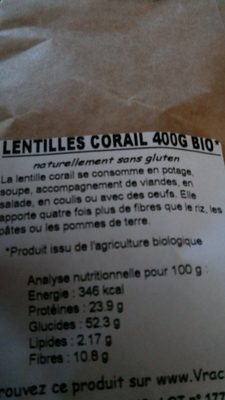 LENTILLES CORAIL 400G BIO*
naturellement sans gluten
La lentille corail se consomme en potage,
soupe, accompagnement de viandes, en
salade, en coulis ou avec des oeufs. Elle
apporte quatre fois plus de fibres que le riz, les
pâtes ou les pommes de terre.
*Produit issu de l'agriculture biologique
Analyse nutritionnelle pour 100 g :
Energie : 346 kcal
Protéines : 23.9 g
Glucides : 52.3 g
Lipides : 2.17 g
Fibres : 10.8 g
rouvez ce produit sur www.Vrac
n° 177